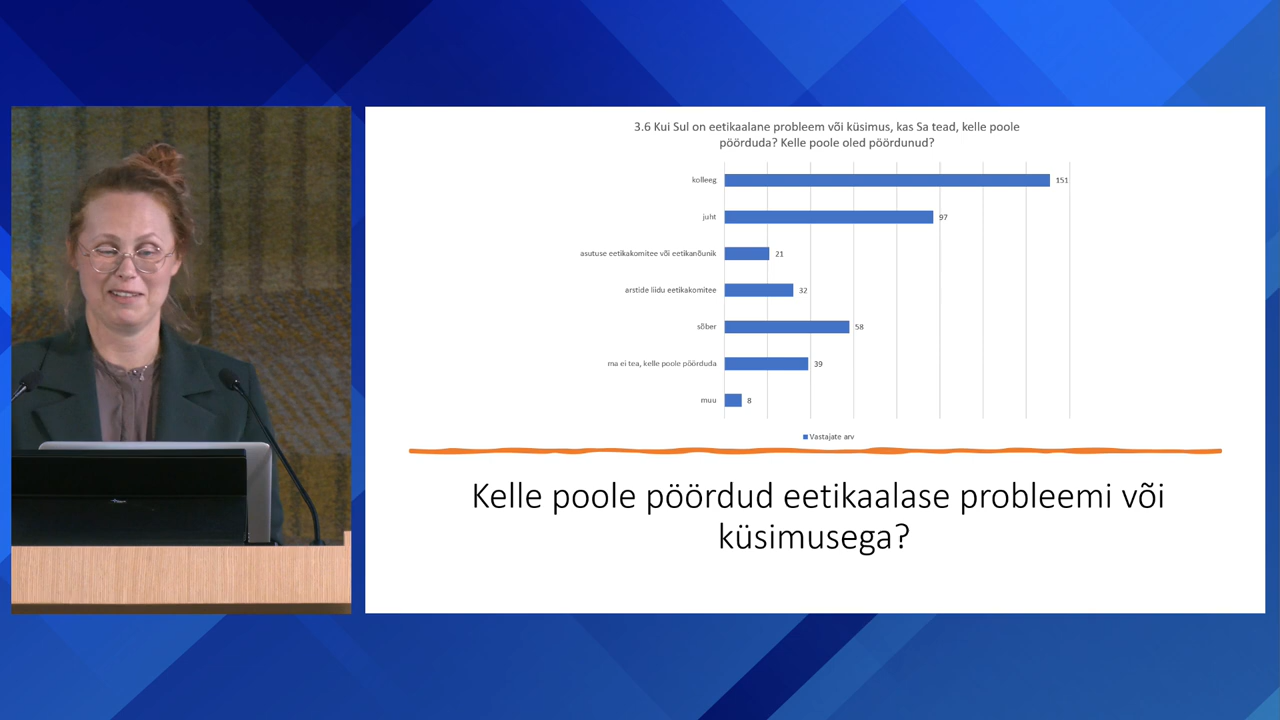 3.6 Kui Sul on eetikaalane probleem või küsimus, kas Sa tead, kelle poole
pöörduda? Kelle poole oled pöördunud?
kolleeg 151
juht 97
asutuse eetikakomitee või eetikanõunik 21
arstide liidu eetikakomitee 32
sõber 58
ma ei tea, kelle poole pöörduda 39
muu 8
Vastajate arv
Kelle poole pöördud eetikaalase probleemi või
küsimusega?